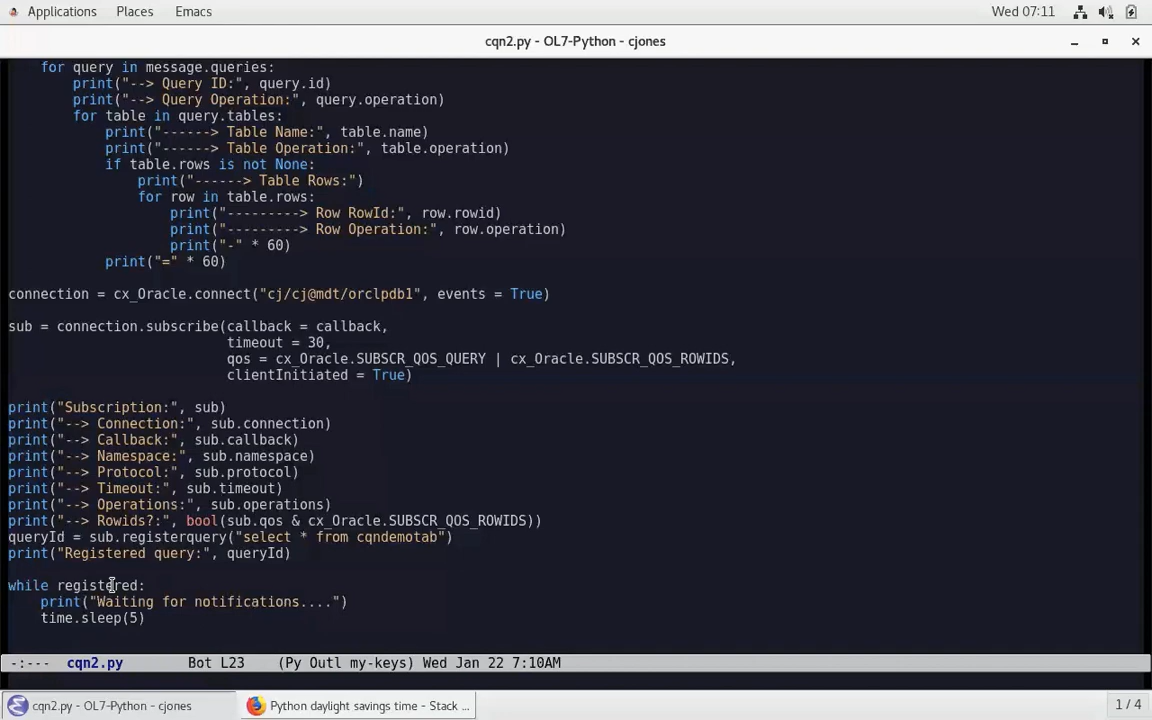 Applications Places Emacs Wed 07:11
cqn2.py - OL7-Python - cjones
for query in message.queries:
print("--> Query ID:", query.id)
print("--> Query Operation:", query.operation)
for table in query.tables:
print("------> Table Name:", table.name)
print("------> Table Operation:", table.operation)
if table.rows is not None:
print("------> Table Rows:")
for row in table.rows:
print("---------> Row RowId:", row.rowid)
print("---------> Row Operation:", row.operation)
print("-" * 60)
print("=" * 60)
connection = cx_Oracle.connect("cj/cj@mdt/orclpdb1", events = True)
sub = connection.subscribe(callback = callback,
timeout = 30,
qos = cx_Oracle.SUBSCR_QOS_QUERY | cx_Oracle.SUBSCR_QOS_ROWIDS,
clientInitiated = True)
print("Subscription:", sub)
print("--> Connection:", sub.connection)
print("--> Callback:", sub.callback)
print("--> Namespace:", sub.namespace)
print("--> Protocol:", sub.protocol)
print("--> Timeout:", sub.timeout)
print("--> Operations:", sub.operations)
print("--> Rowids?:", bool(sub.qos & cx_Oracle.SUBSCR_QOS_ROWIDS))
queryId = sub.registerquery("select * from cqndemotab")
print("Registered query:", queryId)
while registered:
print("Waiting for notifications....")
time.sleep(5)
-:--- cqn2.py Bot L23 (Py Outl my-keys) Wed Jan 22 7:10AM
cqn2.py - OL7-Python - cjones Python daylight savings time - Stack ... 1 / 4